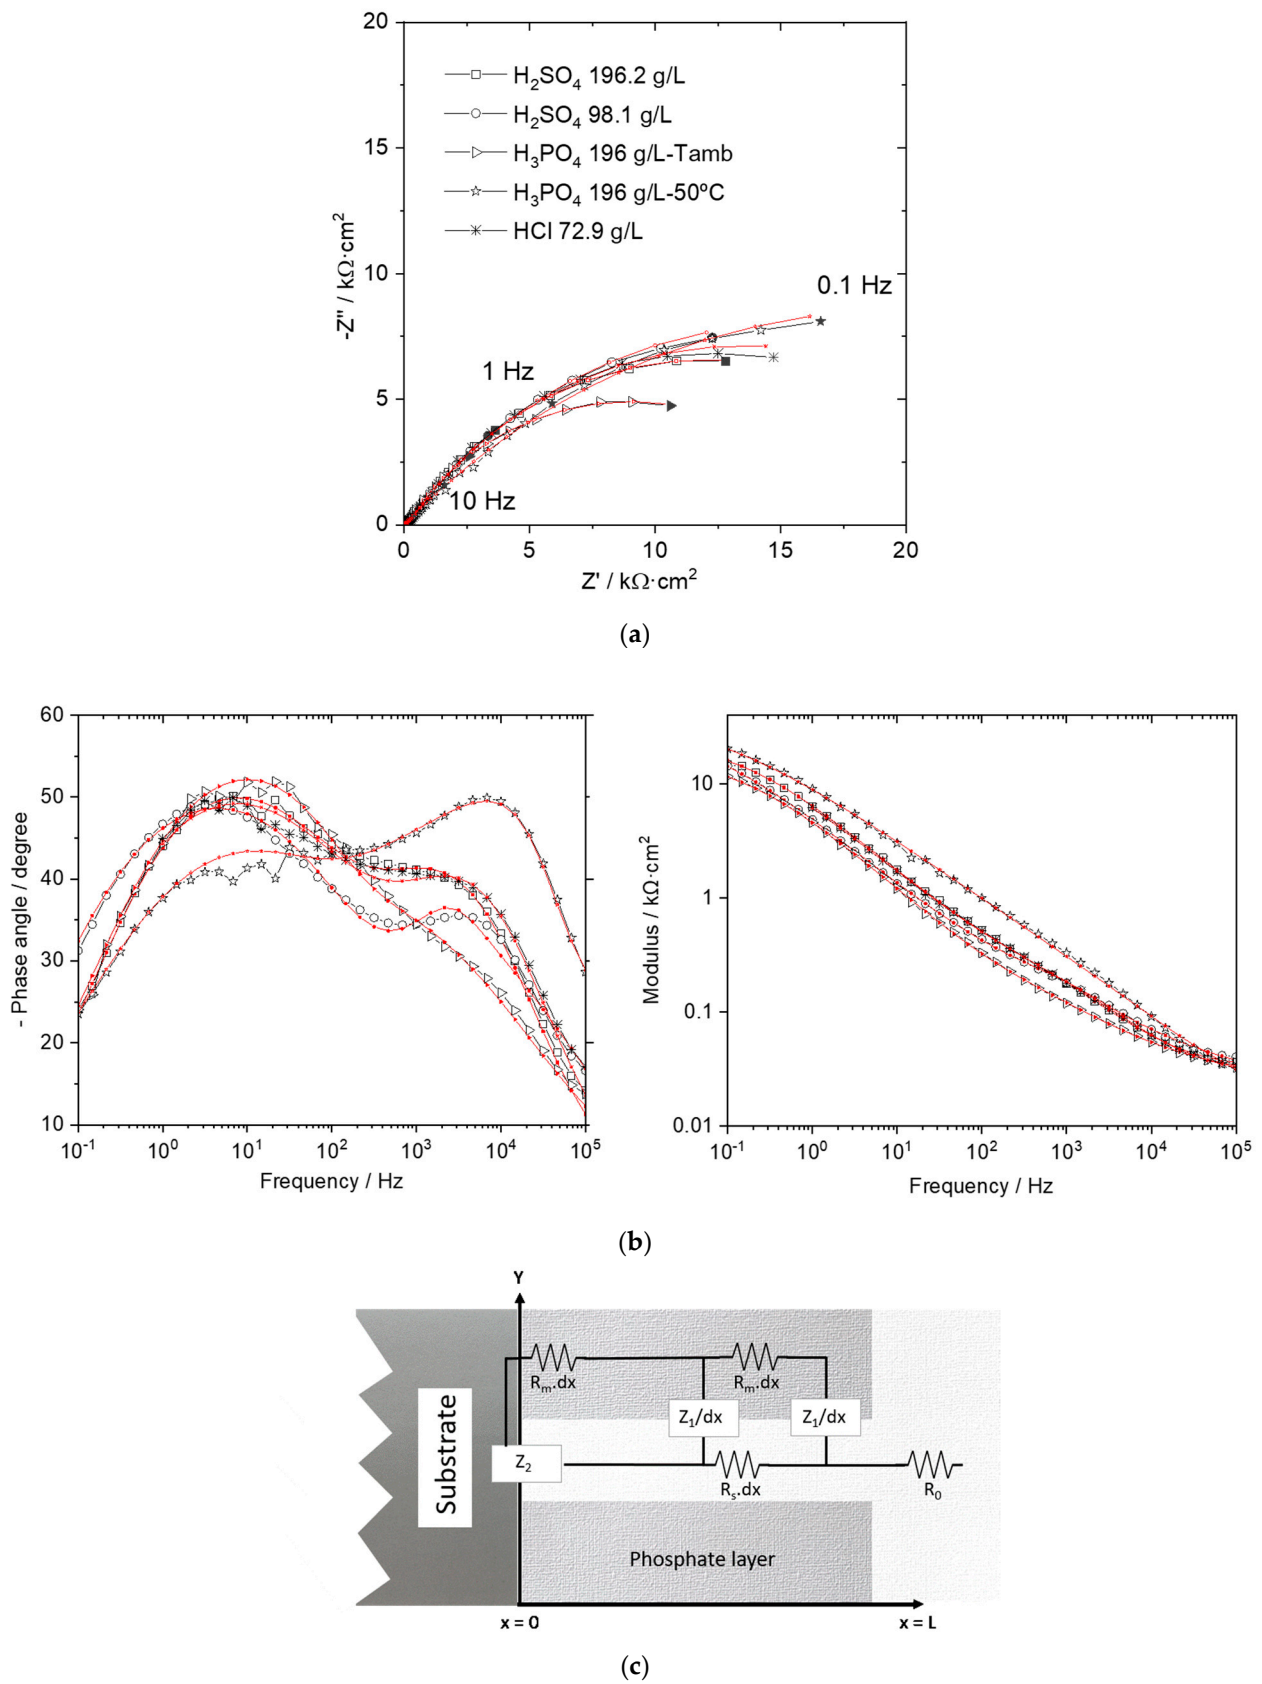 20
15
10
5
0
-Z'' / kΩ·cm²
H₂SO₄ 196.2 g/L
H₂SO₄ 98.1 g/L
H₃PO₄ 196 g/L-Tamb
H₃PO₄ 196 g/L-50ºC
HCl 72.9 g/L
0.1 Hz
1 Hz
10 Hz
0 5 10 15 20
Z' / kΩ·cm²
(a)
60
50
40
30
20
10
- Phase angle / degree
10⁻¹ 10⁰ 10¹ 10² 10³ 10⁴ 10⁵
Frequency / Hz
10
1
0.1
0.01
Modulus / kΩ·cm²
10⁻¹ 10⁰ 10¹ 10² 10³ 10⁴ 10⁵
Frequency / Hz
(b)
Y
Rₘ.dx Rₘ.dx
Z₁/dx Z₁/dx
Substrate
Z₂
Rₛ.dx R₀
Phosphate layer
x = 0 x = L
(c)